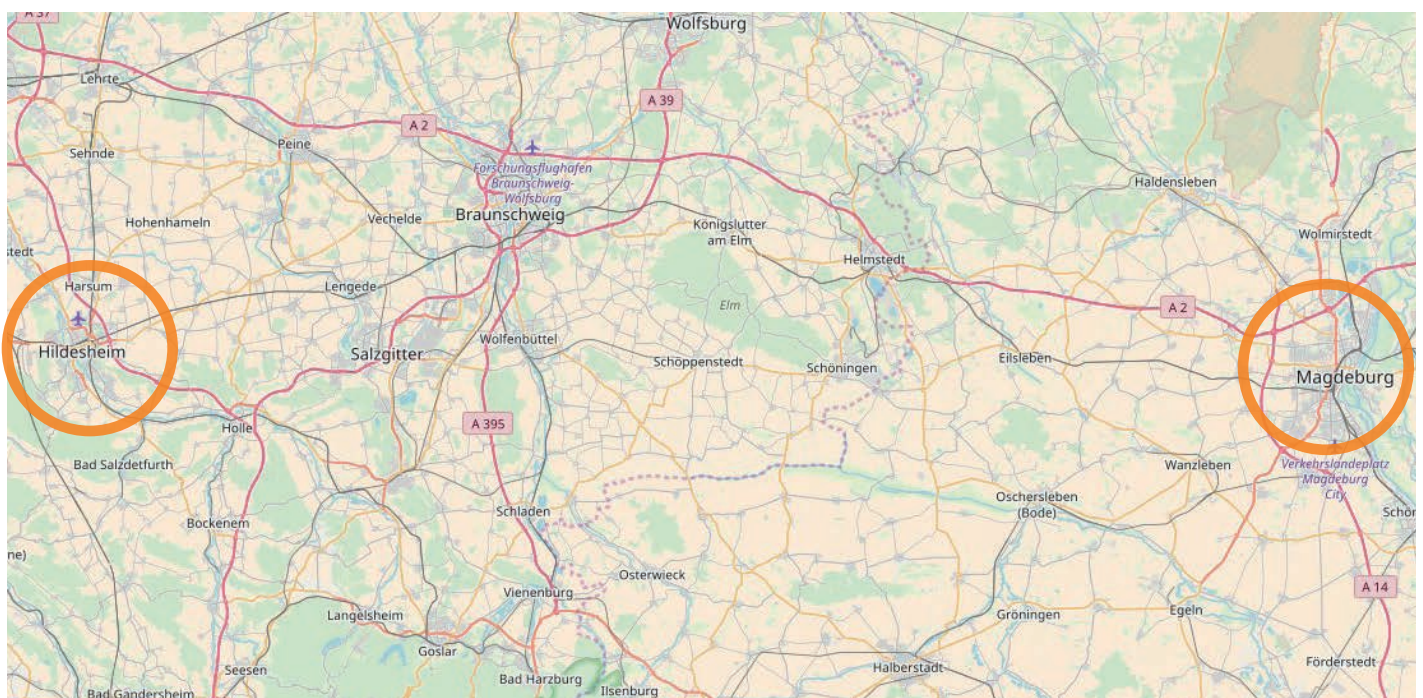 A 37
Wolfsburg
Lehrte
A 39
A 2
Peine
Sehnde
Forschungsflughafen
Braunschweig-
Wolfsburg
Haldensleben
Hohenhameln
Vechelde
Braunschweig
Königslutter
am Elm
Wolmirstedt
stedt
Helmstedt
Harsum
Lengede
Elm
A 2
Hildesheim
Salzgitter
Wolfenbüttel
Schöppenstedt
Schöningen
Eilsleben
Magdeburg
Holle
A 395
Bad Salzdetfurth
Wanzleben
Verkehrslandeplatz
Magdeburg
City
Oschersleben
(Bode)
Bockenem
Schladen
Schön
ne)
Osterwieck
Vienenburg
A 14
Langelsheim
Gröningen
Egeln
Goslar
Seesen
Bad Harzburg
Halberstadt
Förderstedt
Bad Gandersheim
Ilsenburg